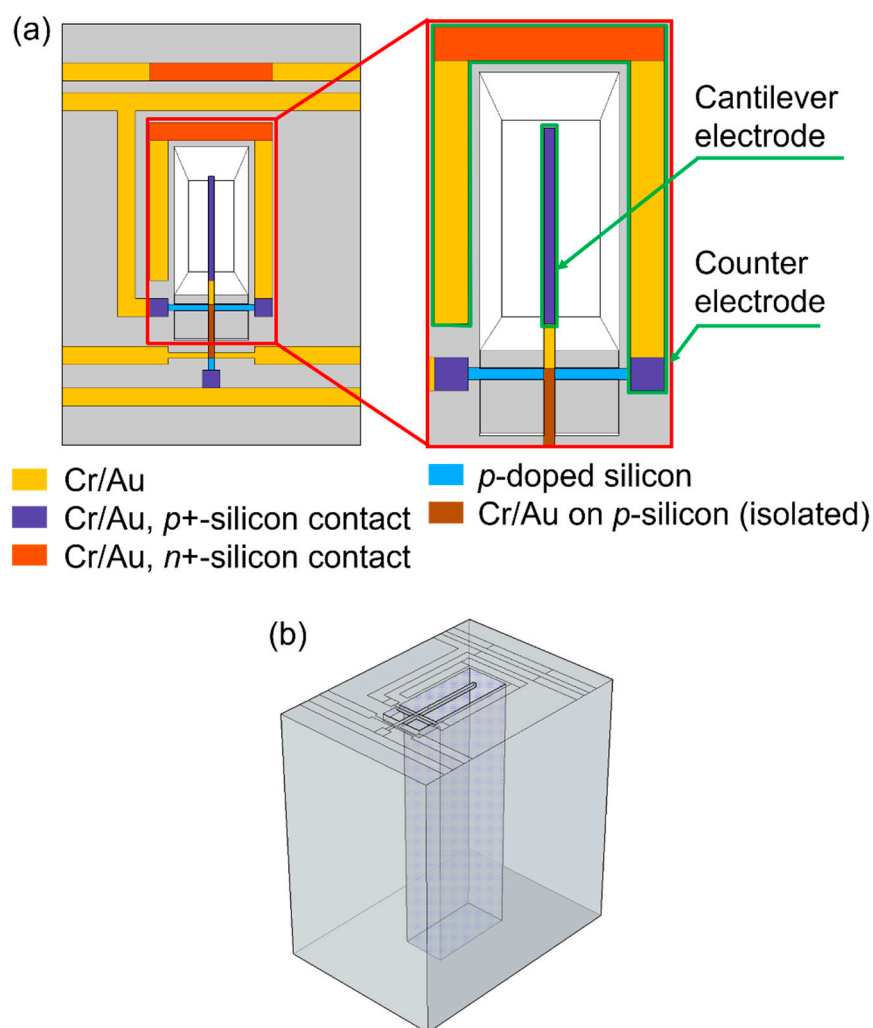 (a)
Cantilever
electrode
Counter
electrode
Cr/Au
Cr/Au, p+-silicon contact
Cr/Au, n+-silicon contact
p-doped silicon
Cr/Au on p-silicon (isolated)
(b)